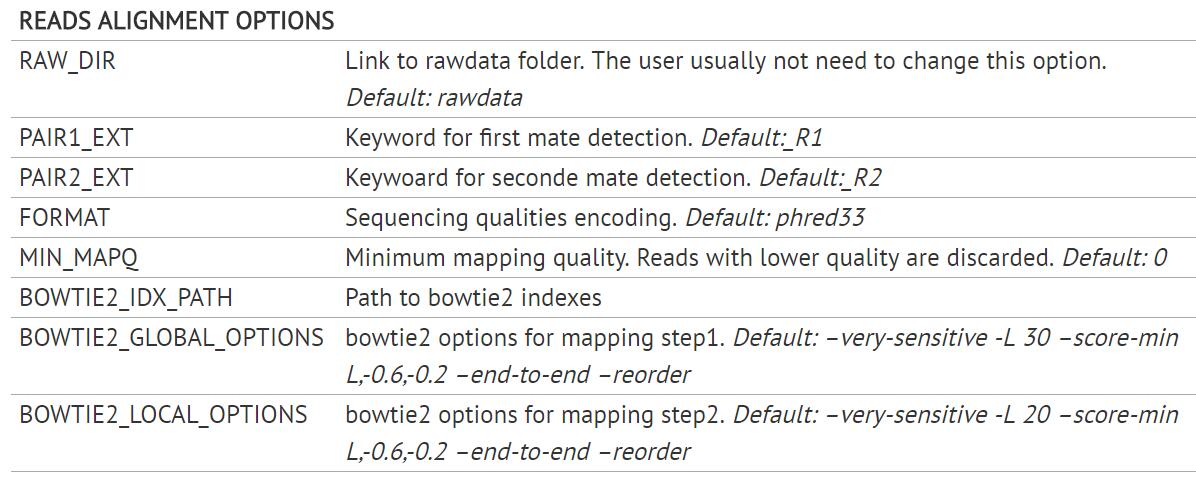 READS ALIGNMENT OPTIONS
RAW_DIR Link to rawdata folder. The user usually not need to change this option.
Default: rawdata
PAIR1_EXT Keyword for first mate detection. Default:_R1
PAIR2_EXT Keywoard for seconde mate detection. Default:_R2
FORMAT Sequencing qualities encoding. Default: phred33
MIN_MAPQ Minimum mapping quality. Reads with lower quality are discarded. Default: 0
BOWTIE2_IDX_PATH Path to bowtie2 indexes
BOWTIE2_GLOBAL_OPTIONS bowtie2 options for mapping step1. Default: –very-sensitive -L 30 –score-min
L,-0.6,-0.2 –end-to-end –reorder
BOWTIE2_LOCAL_OPTIONS bowtie2 options for mapping step2. Default: –very-sensitive -L 20 –score-min
L,-0.6,-0.2 –end-to-end –reorder